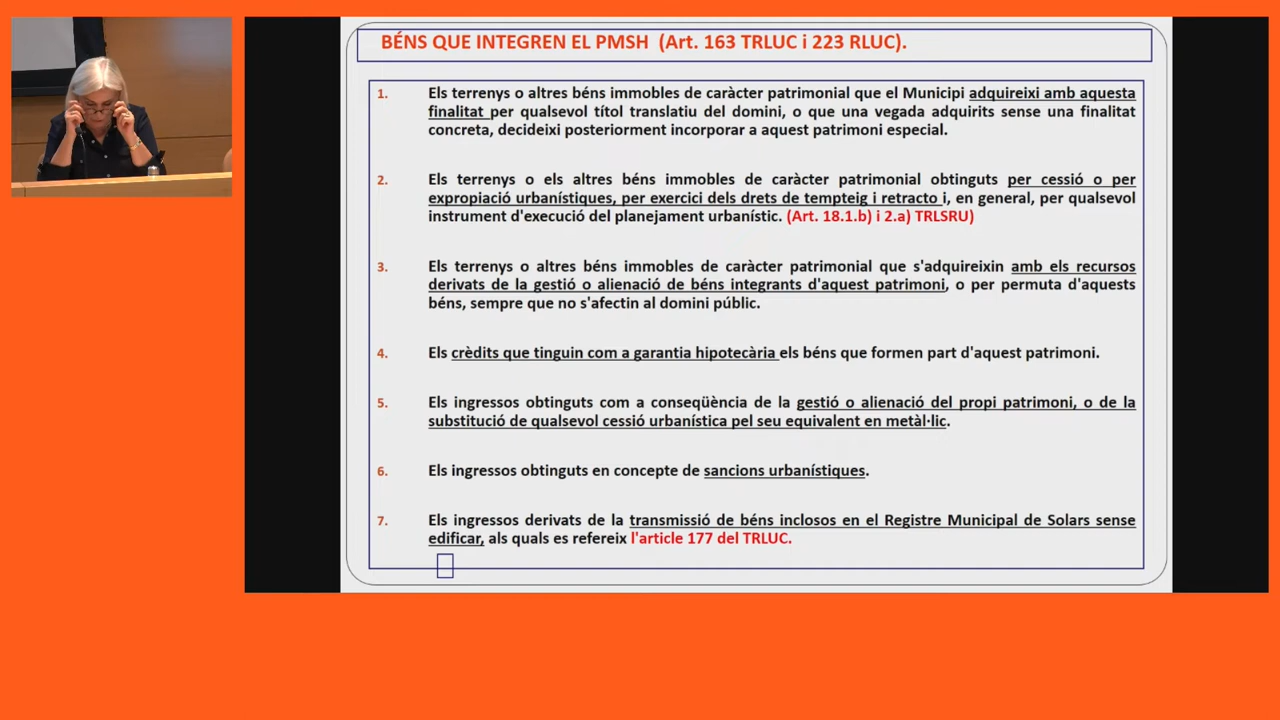 BÉNS QUE INTEGREN EL PMSH (Art. 163 TRLUC i 223 RLUC).
1. Els terrenys o altres béns immobles de caràcter patrimonial que el Municipi adquireixi amb aquesta
finalitat per qualsevol títol translatiu del domini, o que una vegada adquirits sense una finalitat
concreta, decideixi posteriorment incorporar a aquest patrimoni especial.
2. Els terrenys o els altres béns immobles de caràcter patrimonial obtinguts per cessió o per
expropiació urbanístiques, per exercici dels drets de tempteig i retracto i, en general, per qualsevol
instrument d'execució del planejament urbanístic. (Art. 18.1.b) i 2.a) TRLSRU)
3. Els terrenys o altres béns immobles de caràcter patrimonial que s'adquireixin amb els recursos
derivats de la gestió o alienació de béns integrants d'aquest patrimoni, o per permuta d'aquests
béns, sempre que no s'afectin al domini públic.
4. Els crèdits que tinguin com a garantia hipotecària els béns que formen part d'aquest patrimoni.
5. Els ingressos obtinguts com a conseqüència de la gestió o alienació del propi patrimoni, o de la
substitució de qualsevol cessió urbanística pel seu equivalent en metàl·lic.
6. Els ingressos obtinguts en concepte de sancions urbanístiques.
7. Els ingressos derivats de la transmissió de béns inclosos en el Registre Municipal de Solars sense
edificar, als quals es refereix l'article 177 del TRLUC.